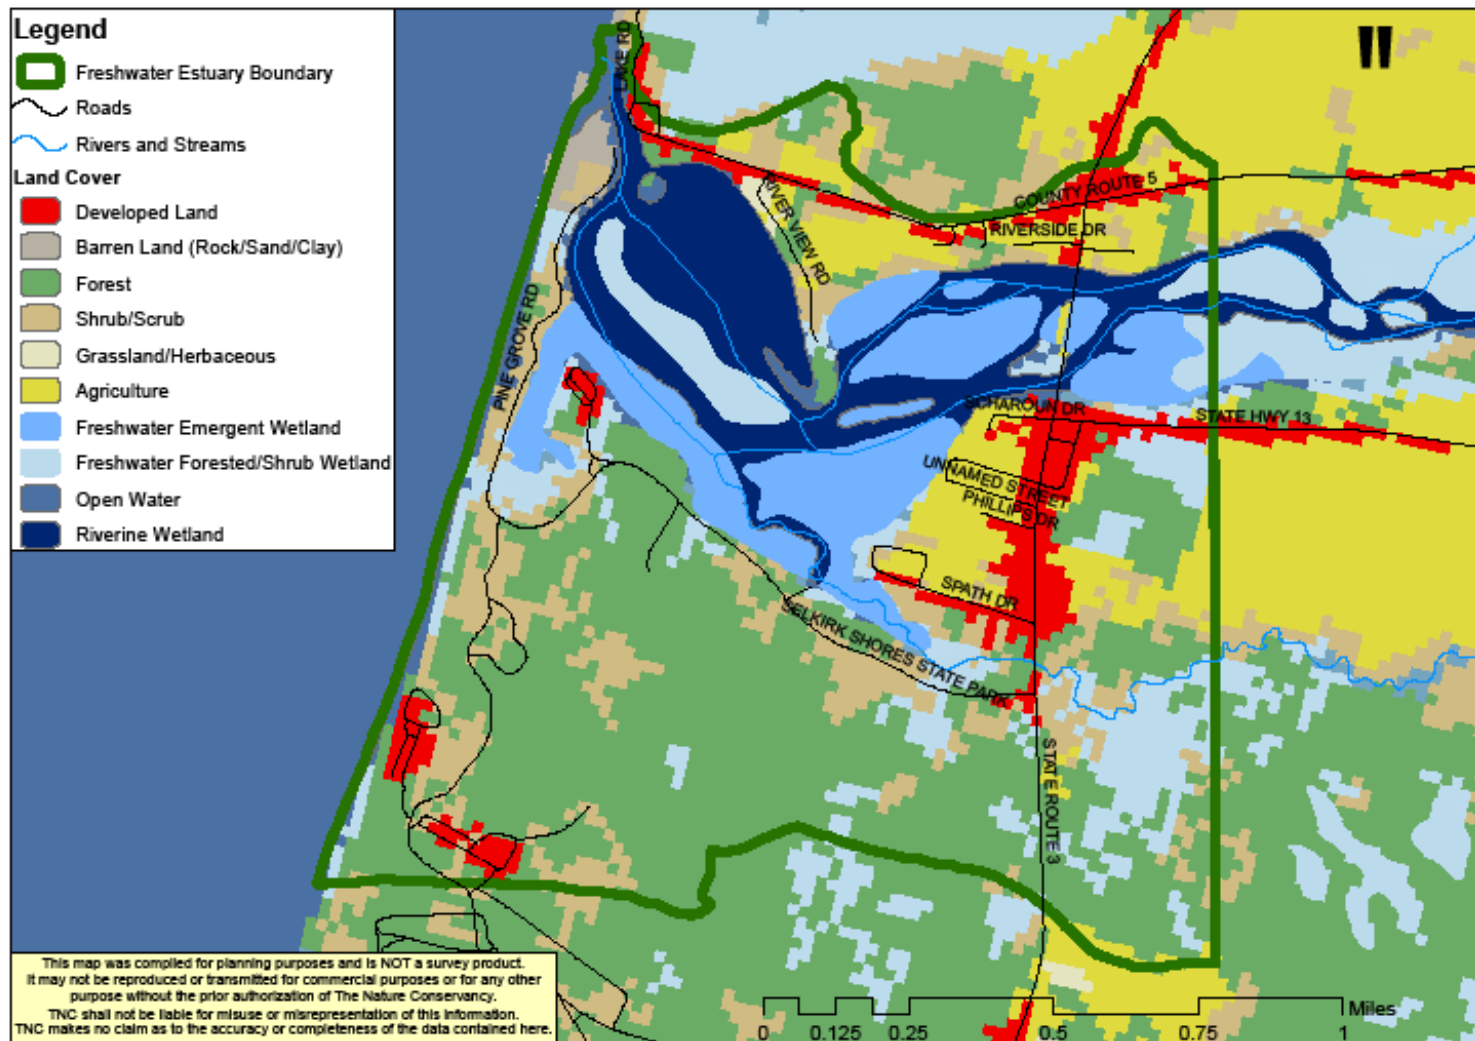 Legend
Freshwater Estuary Boundary
Roads
Rivers and Streams
Land Cover
Developed Land
Barren Land (Rock/Sand/Clay)
Forest
Shrub/Scrub
Grassland/Herbaceous
Agriculture
Freshwater Emergent Wetland
Freshwater Forested/Shrub Wetland
Open Water
Riverine Wetland
LAKE RD
COUNTY ROUTE 5
RIVER VIEW RD
RIVERSIDE DR
PINE GROVE RD
SCHAROUN DR
STATE HWY 13
UNNAMED STREET
PHILLIPS DR
SPATH DR
SELKIRK SHORES STATE PARK
STATE ROUTE 3
This map was compiled for planning purposes and is NOT a survey product.
It may not be reproduced or transmitted for commercial purposes or for any other
purpose without the prior authorization of The Nature Conservancy.
TNC shall not be liable for misuse or misrepresentation of this information.
TNC makes no claim as to the accuracy or completeness of the data contained here.
Miles
0 0.125 0.25 0.5 0.75 1